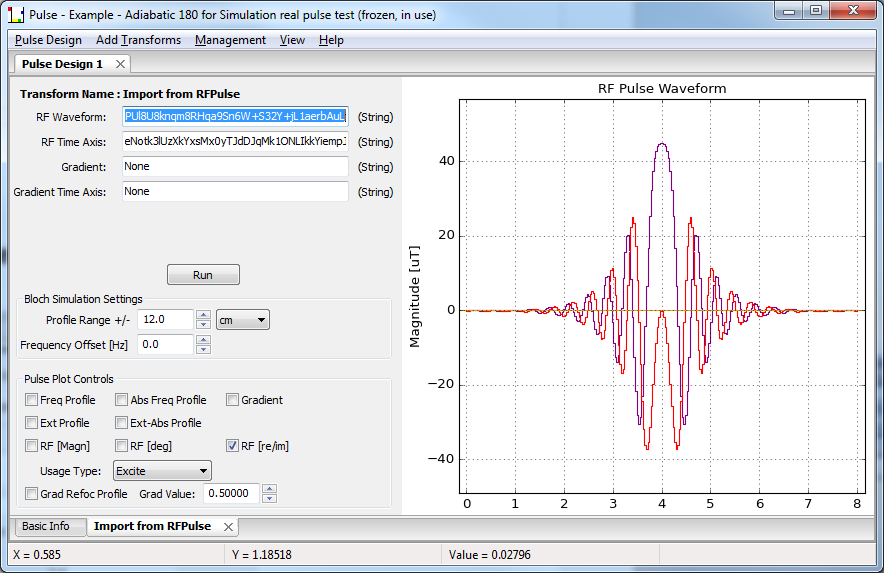 Pulse - Example - Adiabatic 180 for Simulation real pulse test (frozen, in use)
Pulse Design Add Transforms Management View Help
Pulse Design 1
Transform Name : Import from RFPulse
RF Waveform: (String)
RF Time Axis: (String)
Gradient: None (String)
Gradient Time Axis: None (String)
Run
Bloch Simulation Settings
Profile Range +/- 12.0 cm
Frequency Offset [Hz] 0.0
Pulse Plot Controls
Freq Profile Abs Freq Profile Gradient
Ext Profile Ext-Abs Profile
RF [Magn] RF [deg] RF [re/im]
Usage Type: Excite
Grad Refoc Profile Grad Value: 0.50000
RF Pulse Waveform
Magnitude [uT]
40
20
0
−20
−40
0 1 2 3 4 5 6 7 8
Basic Info Import from RFPulse
X = 0.585 Y = 1.18518 Value = 0.02796